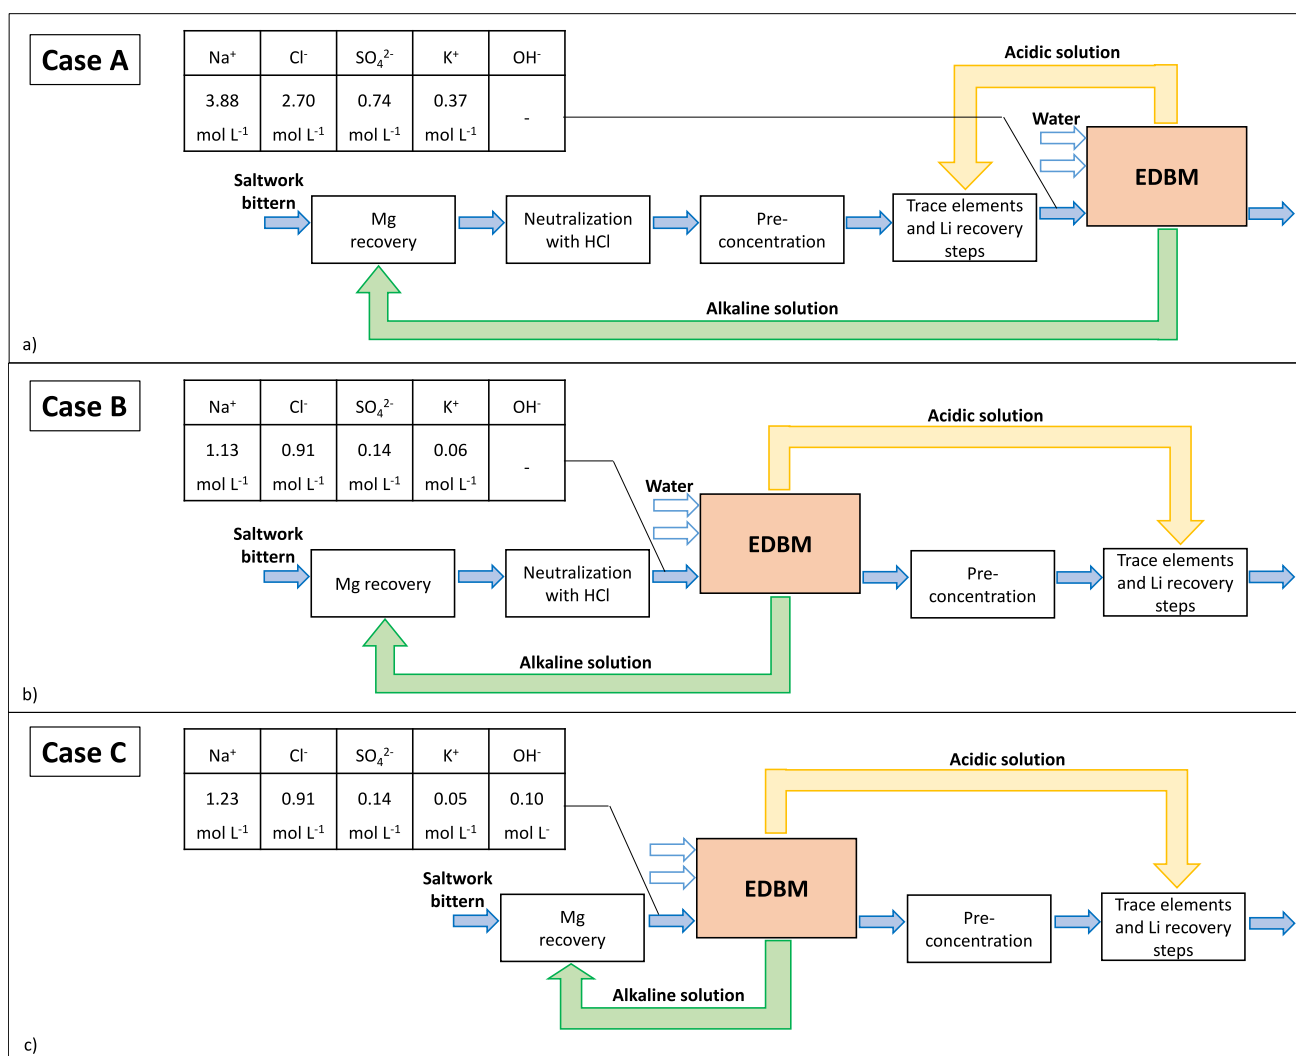 Case A
Na⁺ Cl⁻ SO₄²⁻ K⁺ OH⁻
3.88 2.70 0.74 0.37 -
mol L⁻¹ mol L⁻¹ mol L⁻¹ mol L⁻¹
Acidic solution
Water
EDBM
Saltwork
bittern
Mg
recovery
Neutralization
with HCl
Pre-
concentration
Trace elements
and Li recovery
steps
Alkaline solution
a)
Case B
Na⁺ Cl⁻ SO₄²⁻ K⁺ OH⁻
1.13 0.91 0.14 0.06 -
mol L⁻¹ mol L⁻¹ mol L⁻¹ mol L⁻¹
Acidic solution
Water
EDBM
Saltwork
bittern
Mg recovery
Neutralization
with HCl
Pre-
concentration
Trace elements
and Li recovery
steps
Alkaline solution
b)
Case C
Na⁺ Cl⁻ SO₄²⁻ K⁺ OH⁻
1.23 0.91 0.14 0.05 0.10
mol L⁻¹ mol L⁻¹ mol L⁻¹ mol L⁻¹ mol L⁻
Acidic solution
EDBM
Saltwork
bittern
Mg
recovery
Pre-
concentration
Trace elements
and Li recovery
steps
Alkaline solution
c)